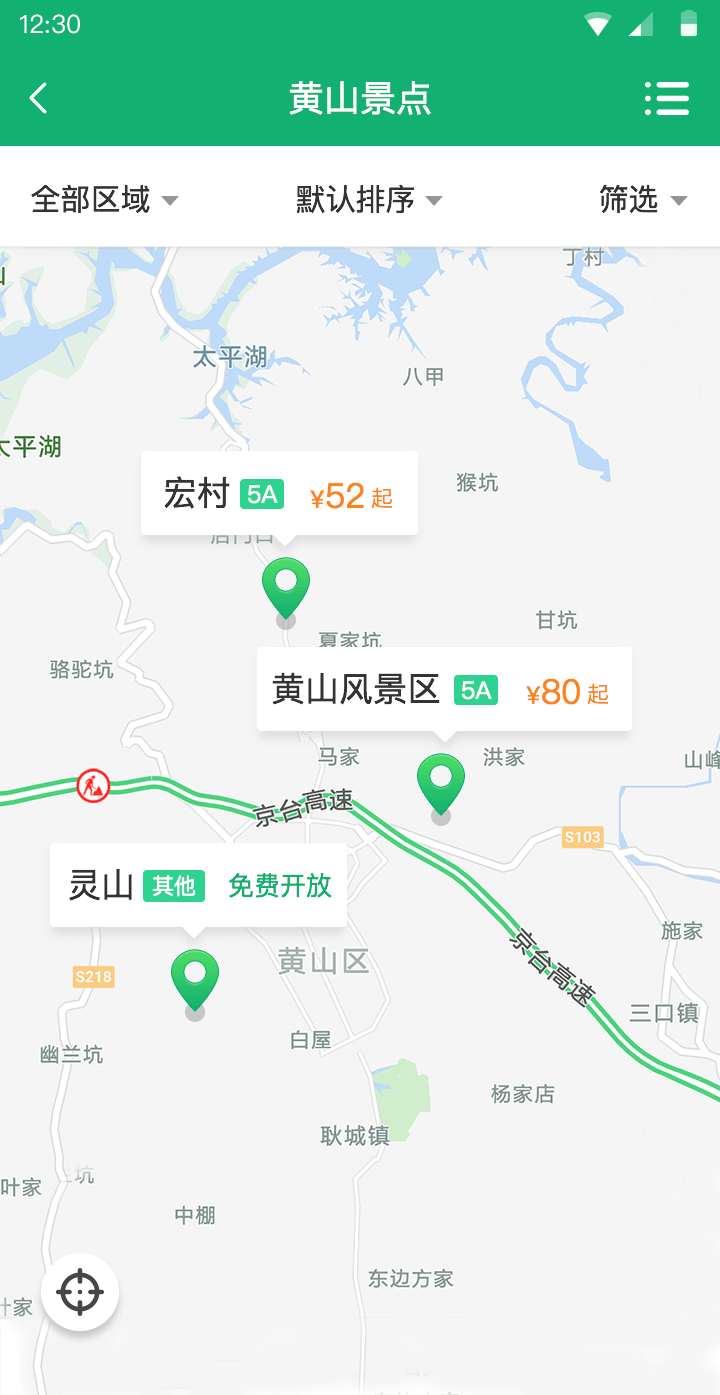 12:30
黄山景点
全部区域 默认排序 筛选
丁村
太平湖
八甲
太平湖
猴坑
宏村 5A ¥52 起
甘坑
夏家坑
骆驼坑
黄山风景区 5A ¥80 起
马家 洪家
山峰
京台高速
S103
灵山 其他 免费开放
施家
京台高速
黄山区
S218
三口镇
白屋
幽兰坑
杨家店
耿城镇
叶家
中棚
东边方家